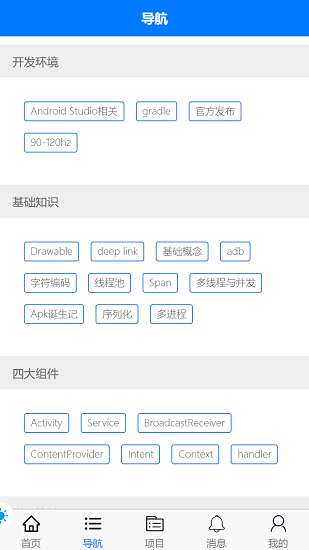 导航
开发环境
Android Studio相关 gradle 官方发布
90-120hz
基础知识
Drawable deep link 基础概念 adb
字符编码 线程池 Span 多线程与并发
Apk诞生记 序列化 多进程
四大组件
Activity Service BroadcastReceiver
ContentProvider Intent Context handler
首页 导航 项目 消息 我的